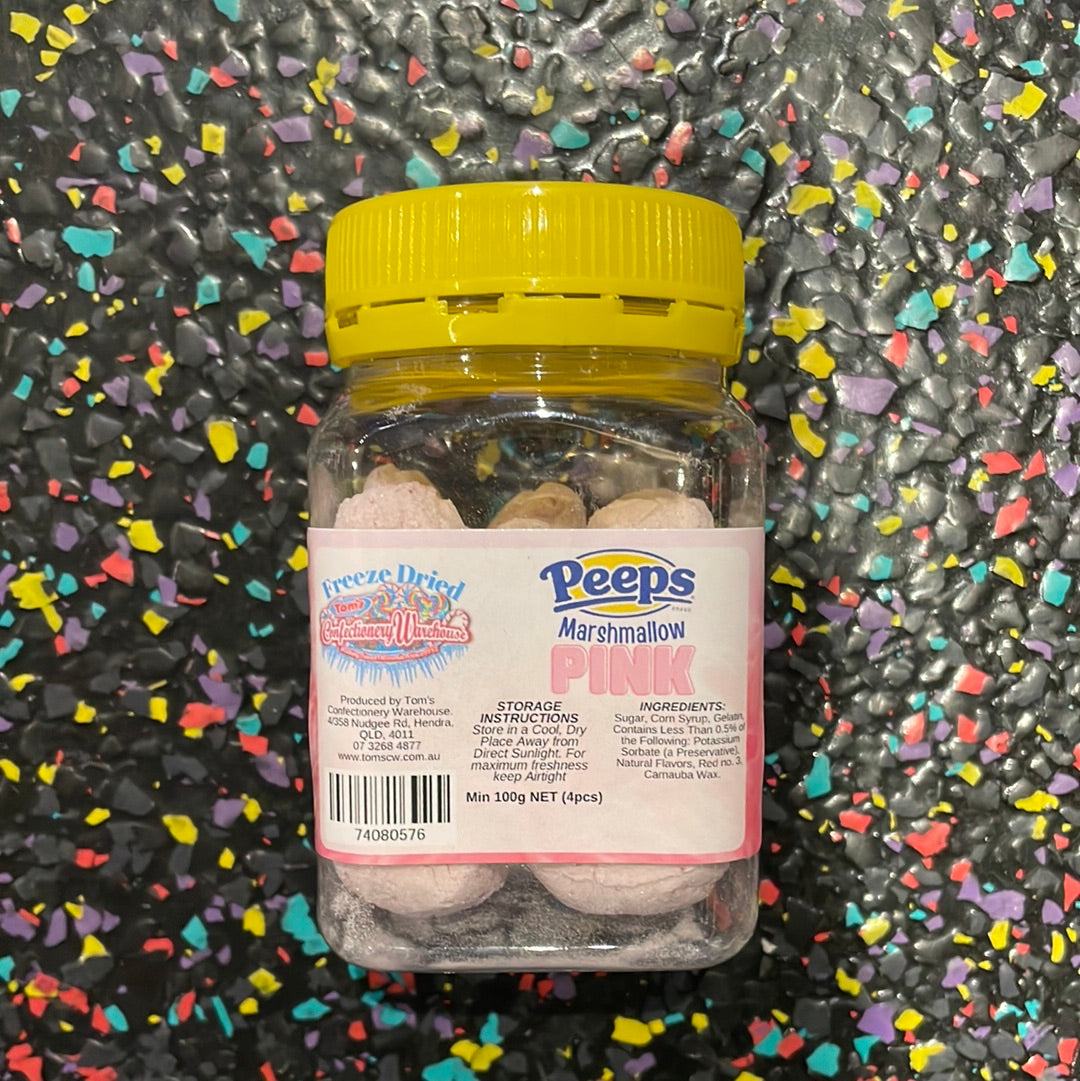 Freeze Dried
Tom's
Confectionery Warehouse
Peeps
BRAND
Marshmallow
PINK
Produced by Tom's
Confectionery Warehouse.
4/358 Nudgee Rd, Hendra,
QLD, 4011
07 3268 4877
www.tomscw.com.au
74080576
STORAGE
INSTRUCTIONS
Store in a Cool, Dry
Place Away from
Direct Sunlight. For
maximum freshness
keep Airtight
Min 100g NET (4pcs)
INGREDIENTS:
Sugar, Corn Syrup, Gelatin,
Contains Less Than 0.5% of
the Following: Potassium
Sorbate (a Preservative),
Natural Flavors, Red no. 3,
Carnauba Wax.